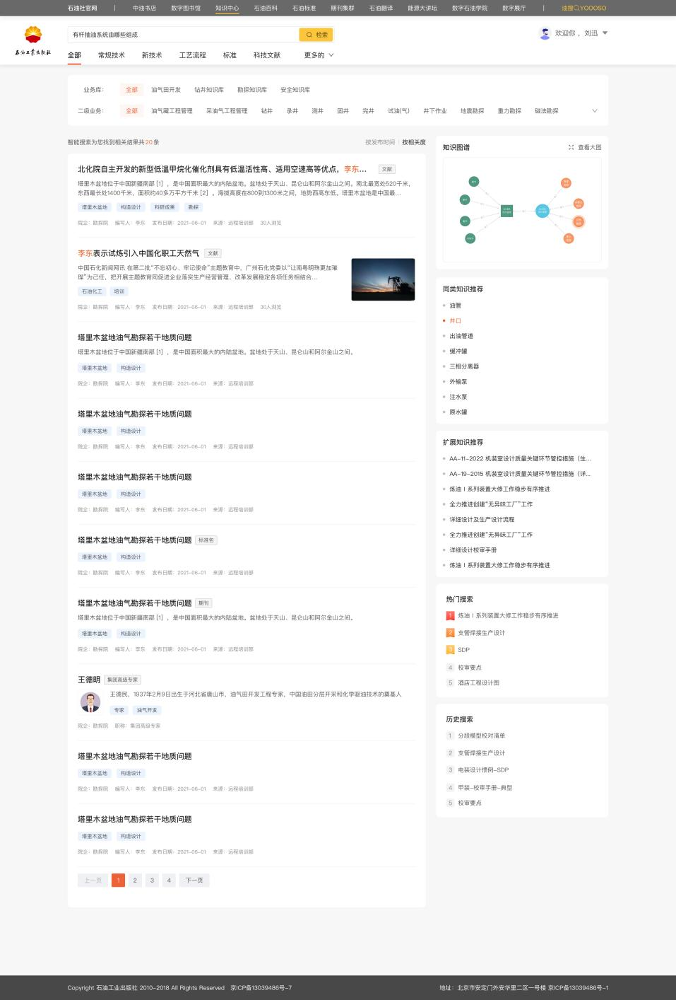 石油社官网 | 中油书店 数字图书馆 知识中心 石油百科 石油标准 期刊集群 石油翻译 能源大讲坛 数字石油学院 数字展厅 | 油搜YOOOSO
石油工业出版社
有杆抽油系统由哪些组成 检索
欢迎你，刘迅
全部 常规技术 新技术 工艺流程 标准 科技文献 更多的
业务库： 全部 油气田开发 钻井知识库 勘探知识库 安全知识库
二级业务： 全部 油气藏工程管理 采油气工程管理 钻井 录井 测井 固井 完井 试油(气) 井下作业 地震勘探 重力勘探 磁法勘探
智能搜索为您找到相关结果共20条 按发布时间 | 按相关度
北化院自主开发的新型低温甲烷化催化剂具有低温活性高、适用空速高等优点，李东... 文献
塔里木盆地位于中国新疆南部 [1] ，是中国面积最大的内陆盆地。盆地处于天山、昆仑山和阿尔金山之间。南北最宽处520千米，
东西最长处1400千米，面积约40多万平方千米 [2] 。海拔高度在800到1300米之间，地势西高东低。塔里木盆地是中国最...
塔里木盆地 构造设计 科研成果 勘探
院企：勘探院 编写人：李东 发布日期：2021-06-01 来源：远程培训部 30人浏览
李东表示试炼引入中国化职工天然气 文献
中国石化新闻网讯 在第二批“不忘初心、牢记使命”主题教育中，广州石化党委以“让南粤明珠更加璀
璨”为己任，把开展主题教育同促进企业落实生产经营管理、改革发展稳定各项任务相结合...
石油化工 培训
院企：勘探院 编写人：李东 发布日期：2021-06-01 来源：远程培训部 30人浏览
塔里木盆地油气勘探若干地质问题
塔里木盆地位于中国新疆南部 [1] ，是中国面积最大的内陆盆地。盆地处于天山、昆仑山和阿尔金山之间。
塔里木盆地 构造设计
院企：勘探院 编写人：李东 发布日期：2021-06-01 来源：远程培训部
塔里木盆地油气勘探若干地质问题
塔里木盆地 构造设计
院企：勘探院 编写人：李东 发布日期：2021-06-01 来源：远程培训部
塔里木盆地油气勘探若干地质问题
塔里木盆地 构造设计
院企：勘探院 编写人：李东 发布日期：2021-06-01 来源：远程培训部
塔里木盆地油气勘探若干地质问题 标准包
塔里木盆地 构造设计
院企：勘探院 编写人：李东 发布日期：2021-06-01 来源：远程培训部
塔里木盆地油气勘探若干地质问题 期刊
塔里木盆地位于中国新疆南部 [1] ，是中国面积最大的内陆盆地。盆地处于天山、昆仑山和阿尔金山之间。
塔里木盆地 构造设计
院企：勘探院 编写人：李东 发布日期：2021-06-01 来源：远程培训部
王德明 集团高级专家
王德民，1937年2月9日出生于河北省唐山市，油气田开发工程专家，中国油田分层开采和化学驱油技术的奠基人
专家 油气开发
院企：勘探院 职称：集团高级专家
塔里木盆地油气勘探若干地质问题
塔里木盆地 构造设计
院企：勘探院 编写人：李东 发布日期：2021-06-01 来源：远程培训部
塔里木盆地油气勘探若干地质问题
塔里木盆地 构造设计
院企：勘探院 编写人：李东 发布日期：2021-06-01 来源：远程培训部
上一页 1 2 3 4 下一页
知识图谱 查看大图
同类知识推荐
油管
井口
出油管道
缓冲罐
三相分离器
外输泵
注水泵
原水罐
扩展知识推荐
AA-11-2022 机装室设计质量关键环节管控措施（生...
AA-19-2015 机装室设计质量关键环节管控措施（详...
炼油Ⅰ系列装置大修工作稳步有序推进
全力推进创建“无异味工厂”工作
详细设计及生产设计流程
全力推进创建“无异味工厂”工作
详细设计校审手册
炼油Ⅰ系列装置大修工作稳步有序推进
热门搜索
1 炼油Ⅰ系列装置大修工作稳步有序推进
2 支管焊接生产设计
3 SDP
4 校审要点
5 酒店工程设计图
历史搜索
1 分段模型校对清单
2 支管焊接生产设计
3 电装设计惯例-SDP
4 甲装-校审手册-典型
5 校审要点
Copyright 石油工业出版社 2010-2018 All Rights Reserved 京ICP备13039486号-7
地址：北京市安定门外安华里二区一号楼 京ICP备13039486号-1